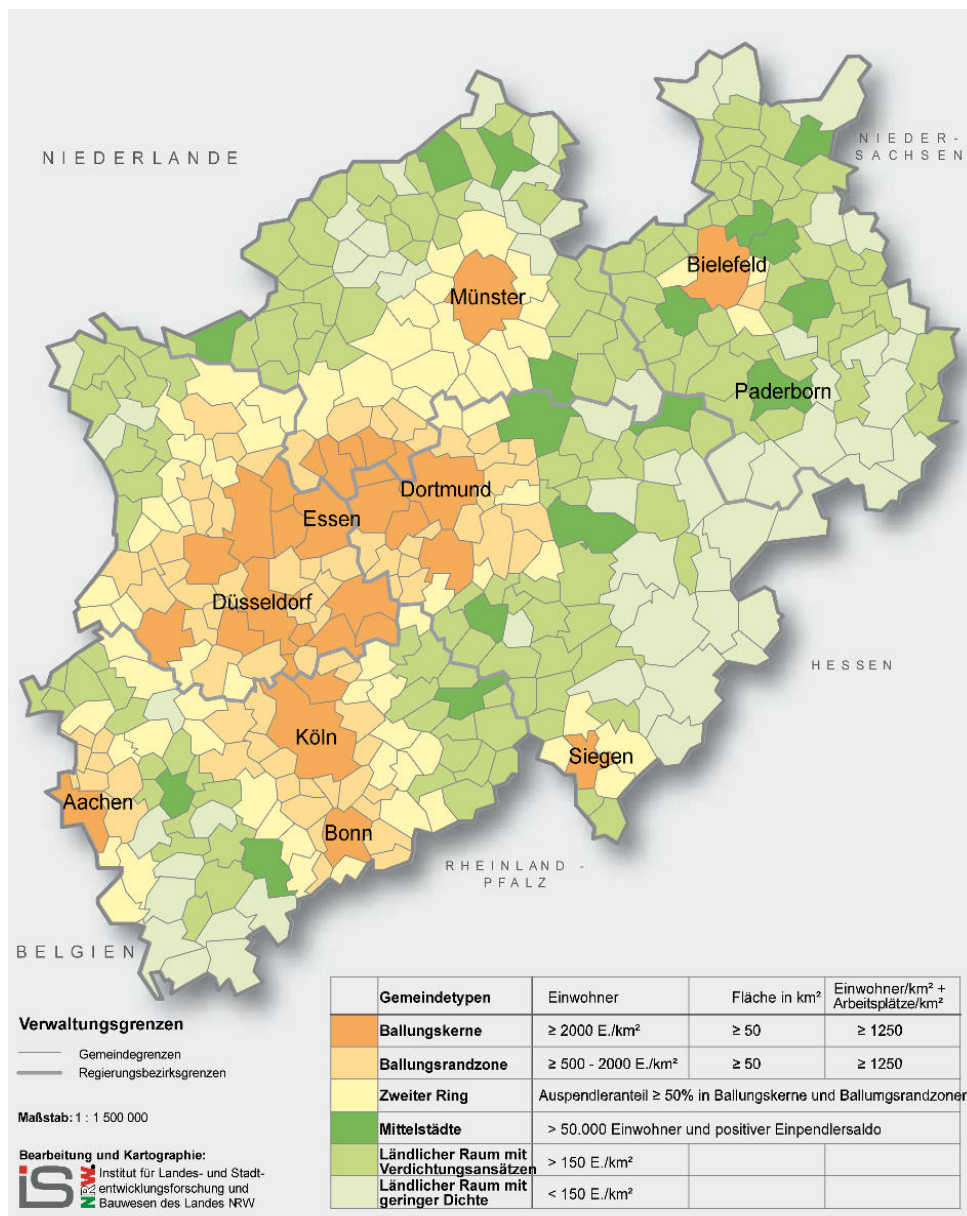 NIEDERLANDE
NIEDER-
SACHSEN
Bielefeld
Münster
Paderborn
Dortmund
Essen
Düsseldorf
HESSEN
Köln
Siegen
Aachen
Bonn
RHEINLAND -
PFALZ
BELGIEN
Verwaltungsgrenzen
Gemeindegrenzen
Regierungsbezirksgrenzen
Maßstab: 1 : 1 500 000
Bearbeitung und Kartographie:
iS NRW. Institut für Landes- und Stadt-
entwicklungsforschung und
Bauwesen des Landes NRW
Gemeindetypen Einwohner Fläche in km² Einwohner/km² +
Arbeitsplätze/km²
Ballungskerne ≥ 2000 E./km² ≥ 50 ≥ 1250
Ballungsrandzone ≥ 500 - 2000 E./km² ≥ 50 ≥ 1250
Zweiter Ring Auspendleranteil ≥ 50% in Ballungskerne und Ballumgsrandzonen
Mittelstädte > 50.000 Einwohner und positiver Einpendlersaldo
Ländlicher Raum mit
Verdichtungsansätzen > 150 E./km²
Ländlicher Raum mit
geringer Dichte < 150 E./km²